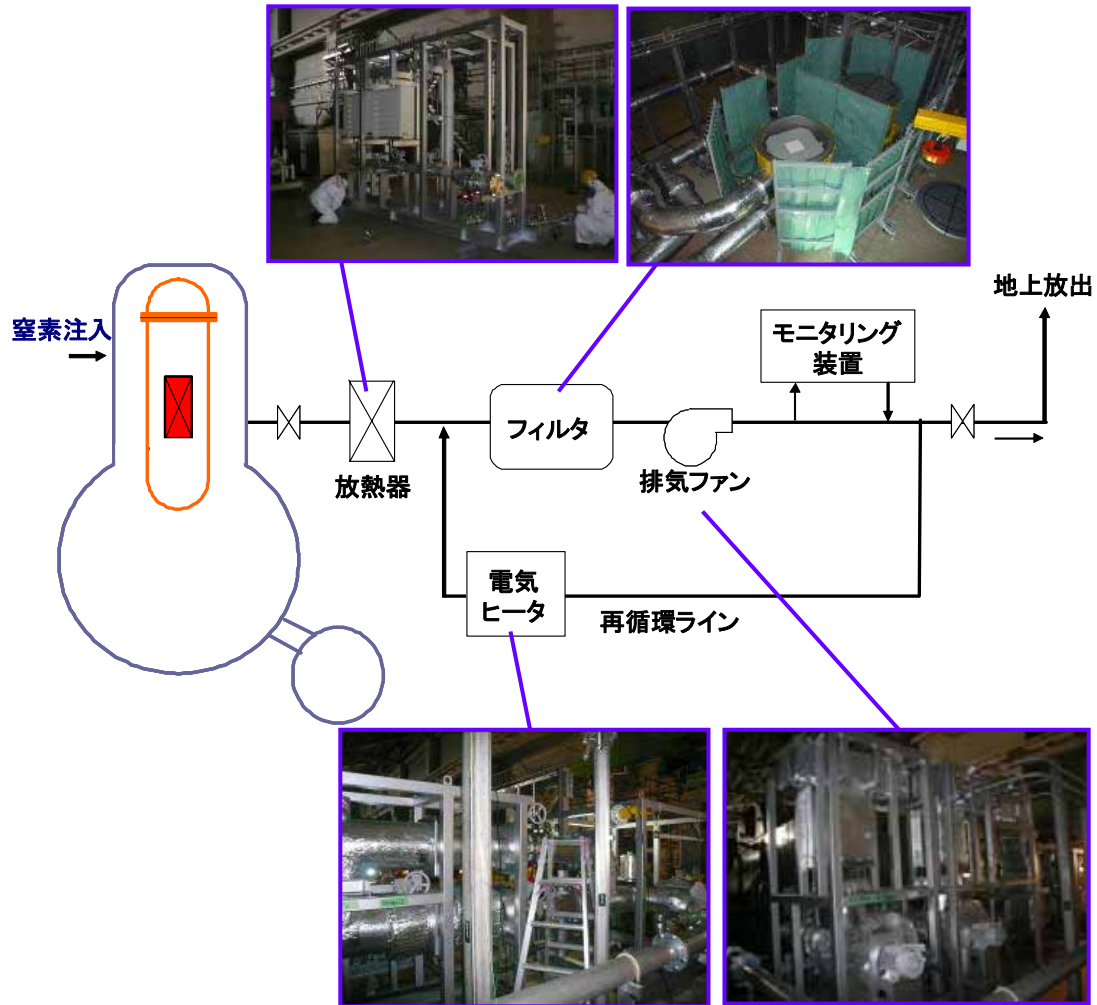 地上放出
窒素注入
モニタリング
装置
フィルタ
放熱器
排気ファン
電気
ヒータ
再循環ライン